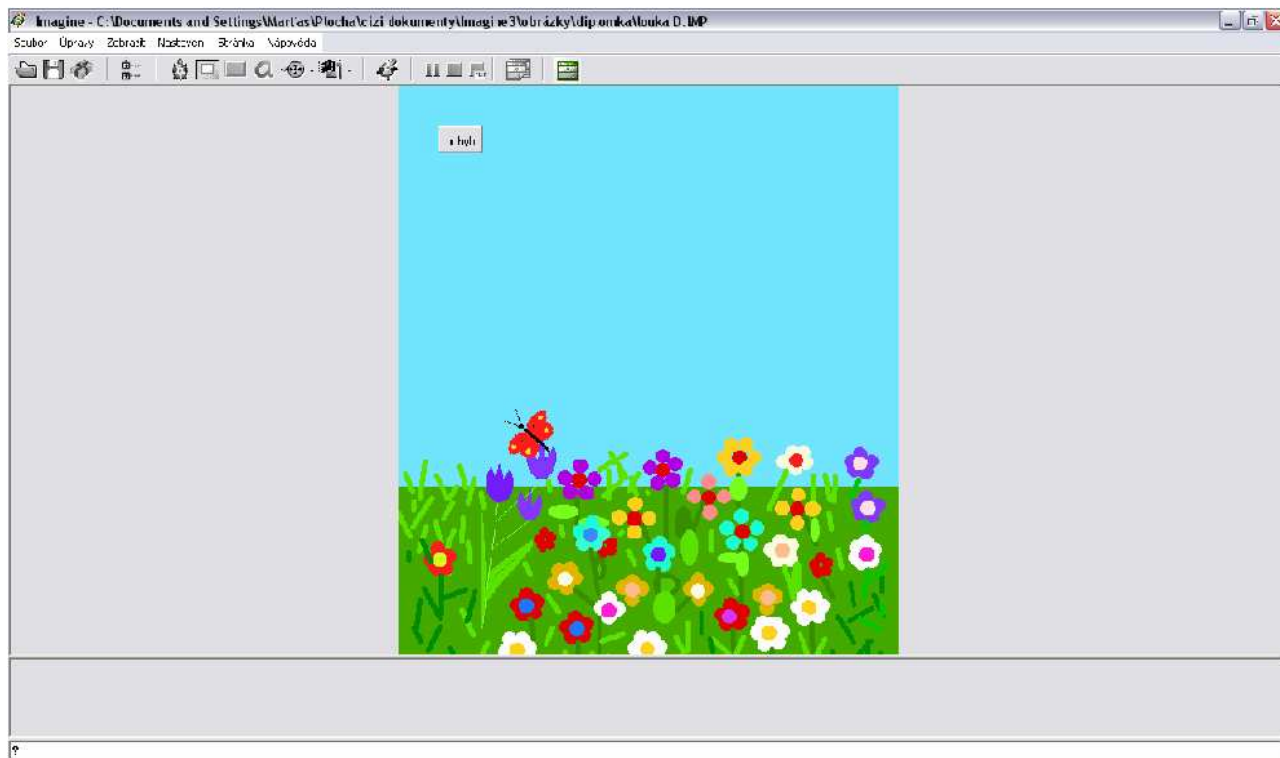 Imagine - C:\Documents and Settings\Martas\Plocha\cizi dokumenty\Imagine3\obrázky\diplomka\louka D.IMP
Soubor Úpravy Zobrazit Nastavení Stránka Nápověda
?